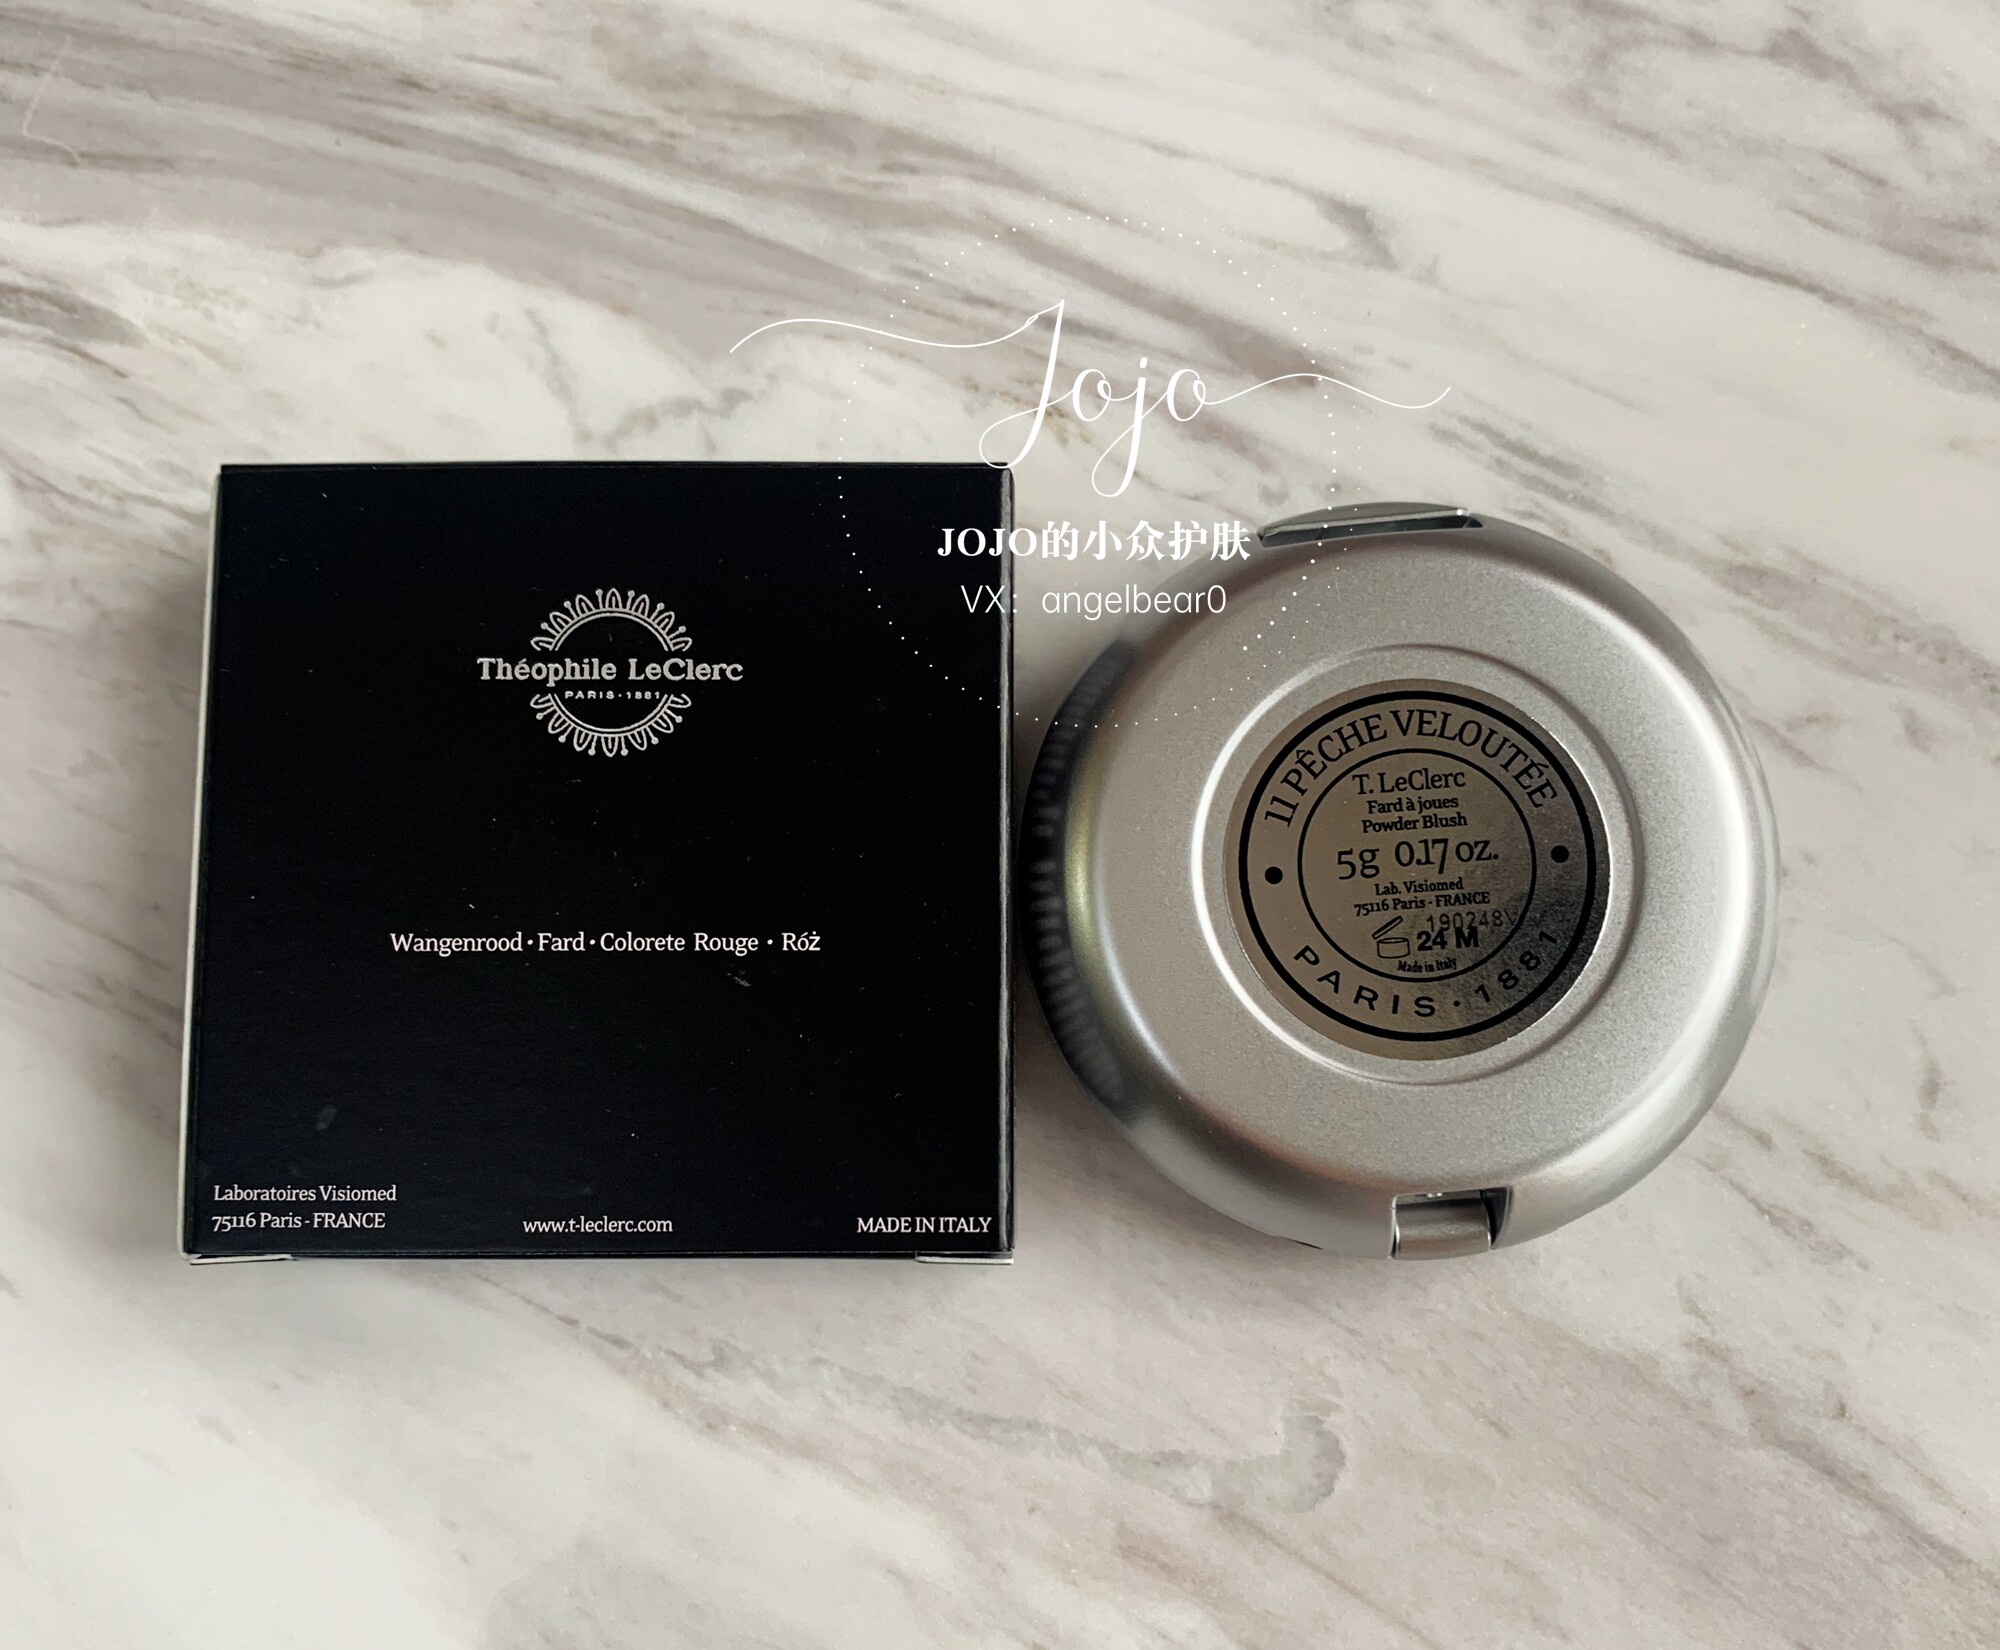 Jojo
JOJO的小众护肤
VX：angelbear0
Théophile LeClerc
PARIS·1881
Wangenrood·Fard·Colorete Rouge·Róż
Laboratoires Visiomed
75116 Paris - FRANCE
www.t-leclerc.com
MADE IN ITALY
11 PÊCHE VELOUTÉE
T. LeClerc
Fard à joues
Powder Blush
5g 0.17 oz.
Lab. Visiomed
75116 Paris - FRANCE
190248V
24 M
Made in Italy
PARIS·1881